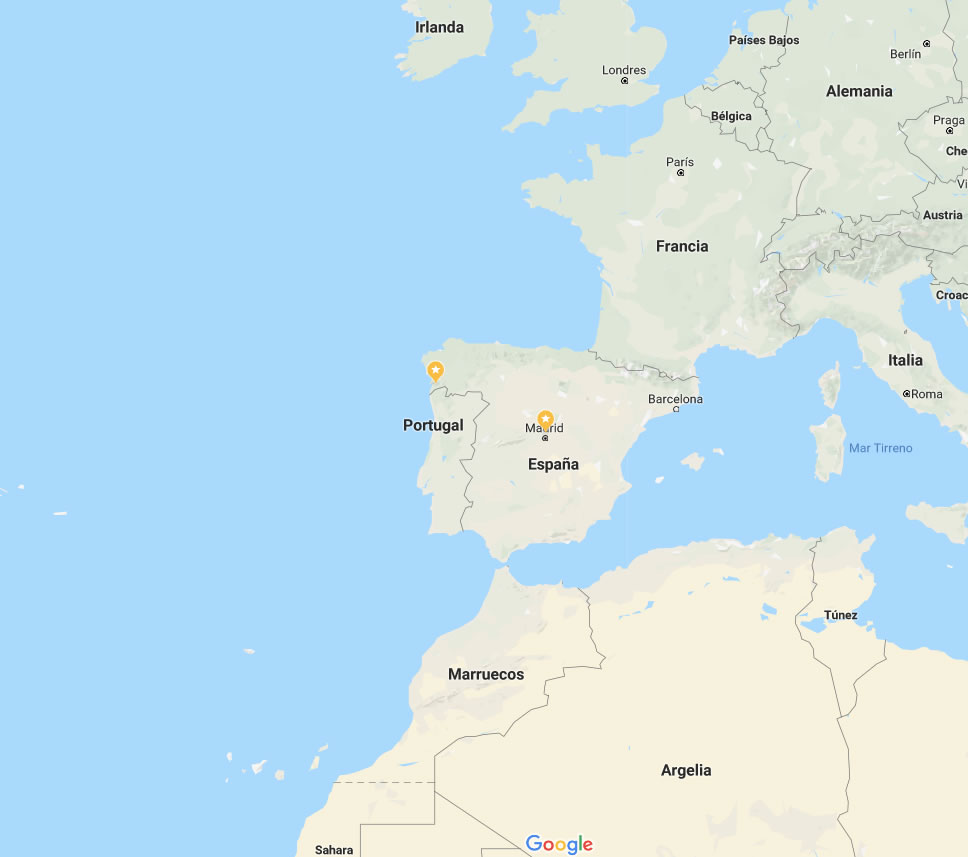 Irlanda
Países Bajos
Berlín
Londres
Alemania
Bélgica
Praga
Che
París
Vi
Austria
Francia
Croac
Italia
Roma
Barcelona
Portugal
Madrid
Mar Tirreno
España
Túnez
Marruecos
Argelia
Google
Sahara